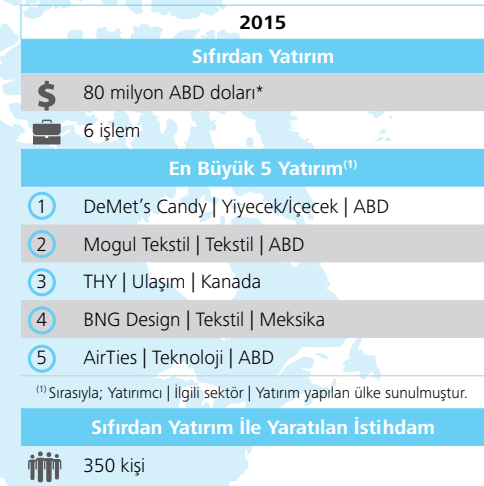 2015
Sıfırdan Yatırım
$ 80 milyon ABD doları*
6 işlem
En Büyük 5 Yatırım(1)
1 DeMet's Candy | Yiyecek/İçecek | ABD
2 Mogul Tekstil | Tekstil | ABD
3 THY | Ulaşım | Kanada
4 BNG Design | Tekstil | Meksika
5 AirTies | Teknoloji | ABD
(1) Sırasıyla; Yatırımcı | İlgili sektör | Yatırım yapılan ülke sunulmuştur.
Sıfırdan Yatırım İle Yaratılan İstihdam
350 kişi